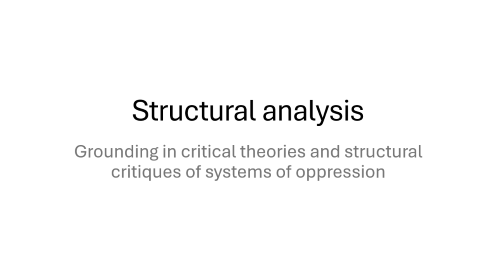 Structural analysis
Grounding in critical theories and structural
critiques of systems of oppression